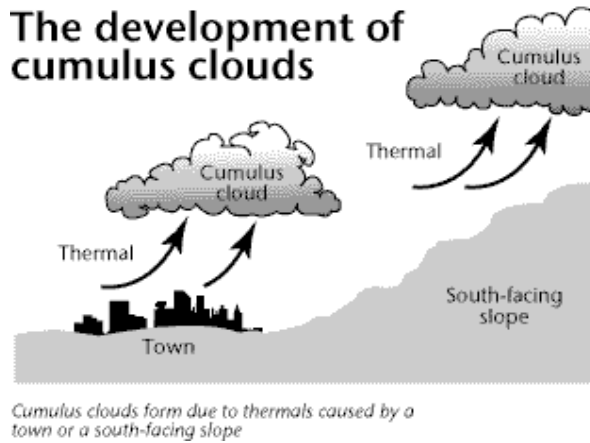 The development of
cumulus clouds
Cumulus
cloud
Thermal
Cumulus
cloud
Thermal
South-facing
slope
Town
Cumulus clouds form due to thermals caused by a
town or a south-facing slope